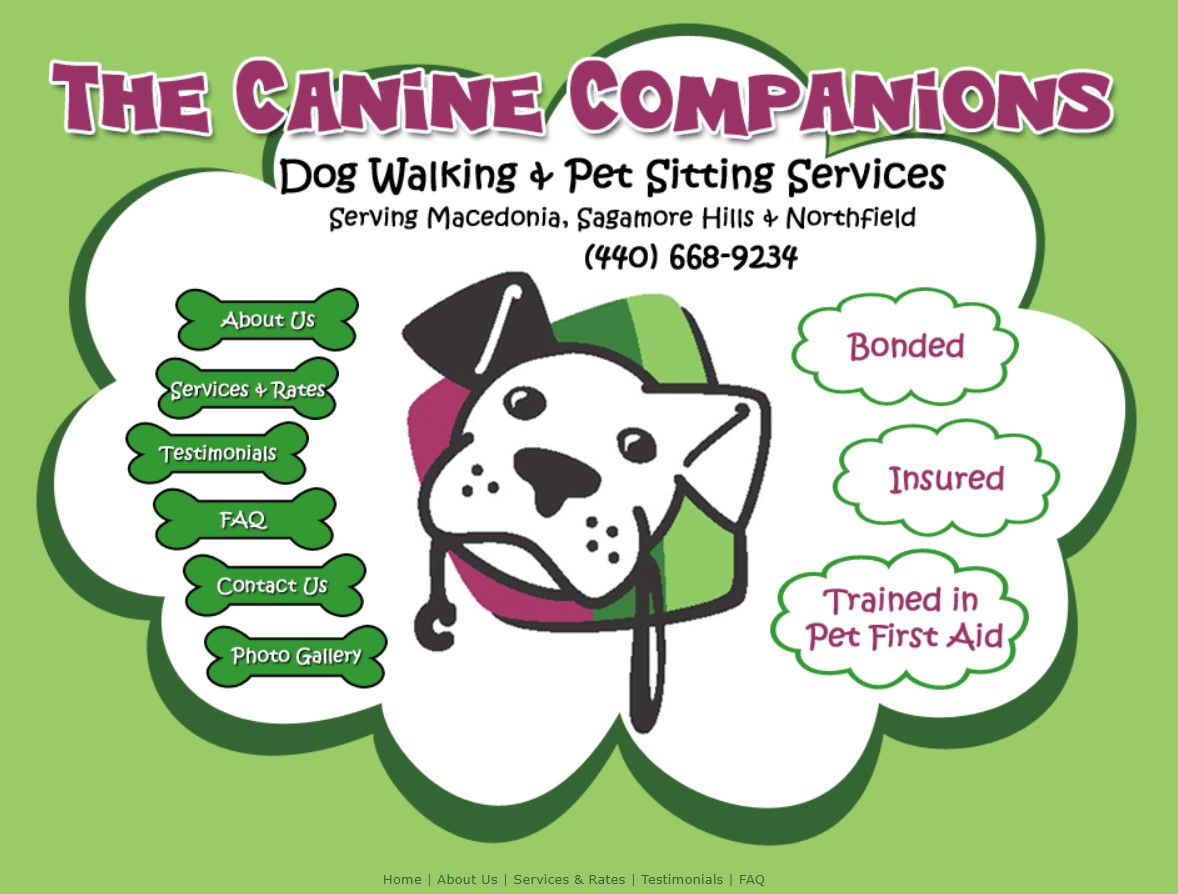 The Canine Companions
Dog Walking & Pet Sitting Services
Serving Macedonia, Sagamore Hills & Northfield
(440) 668-9234
About Us
Services & Rates
Testimonials
FAQ
Contact Us
Photo Gallery
Bonded
Insured
Trained in
Pet First Aid
Home | About Us | Services & Rates | Testimonials | FAQ